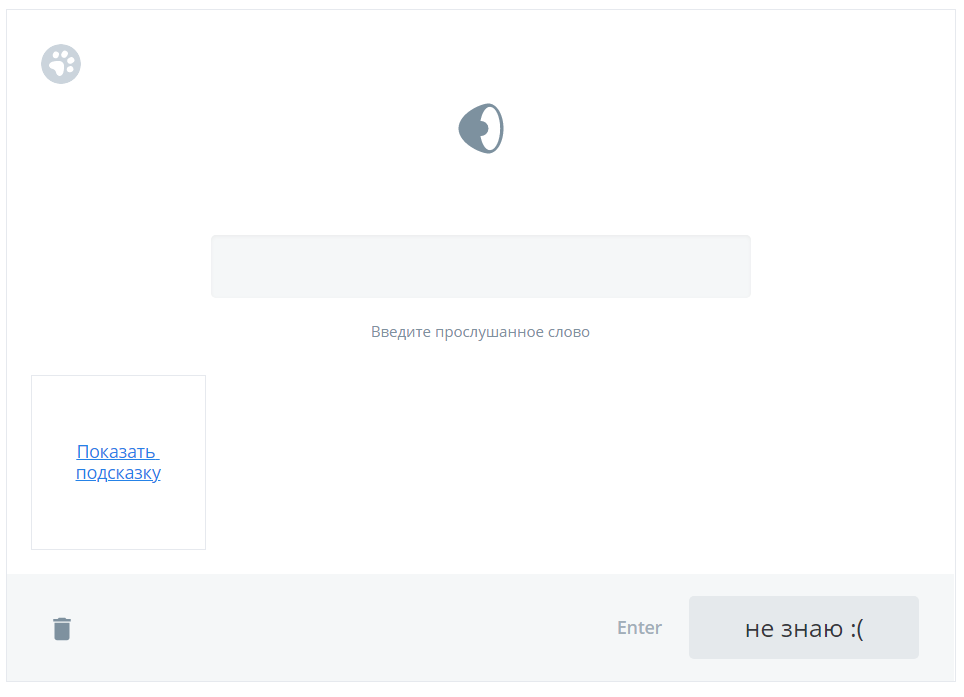 Введите прослушанное слово
Показать
подсказку
Enter
не знаю :(